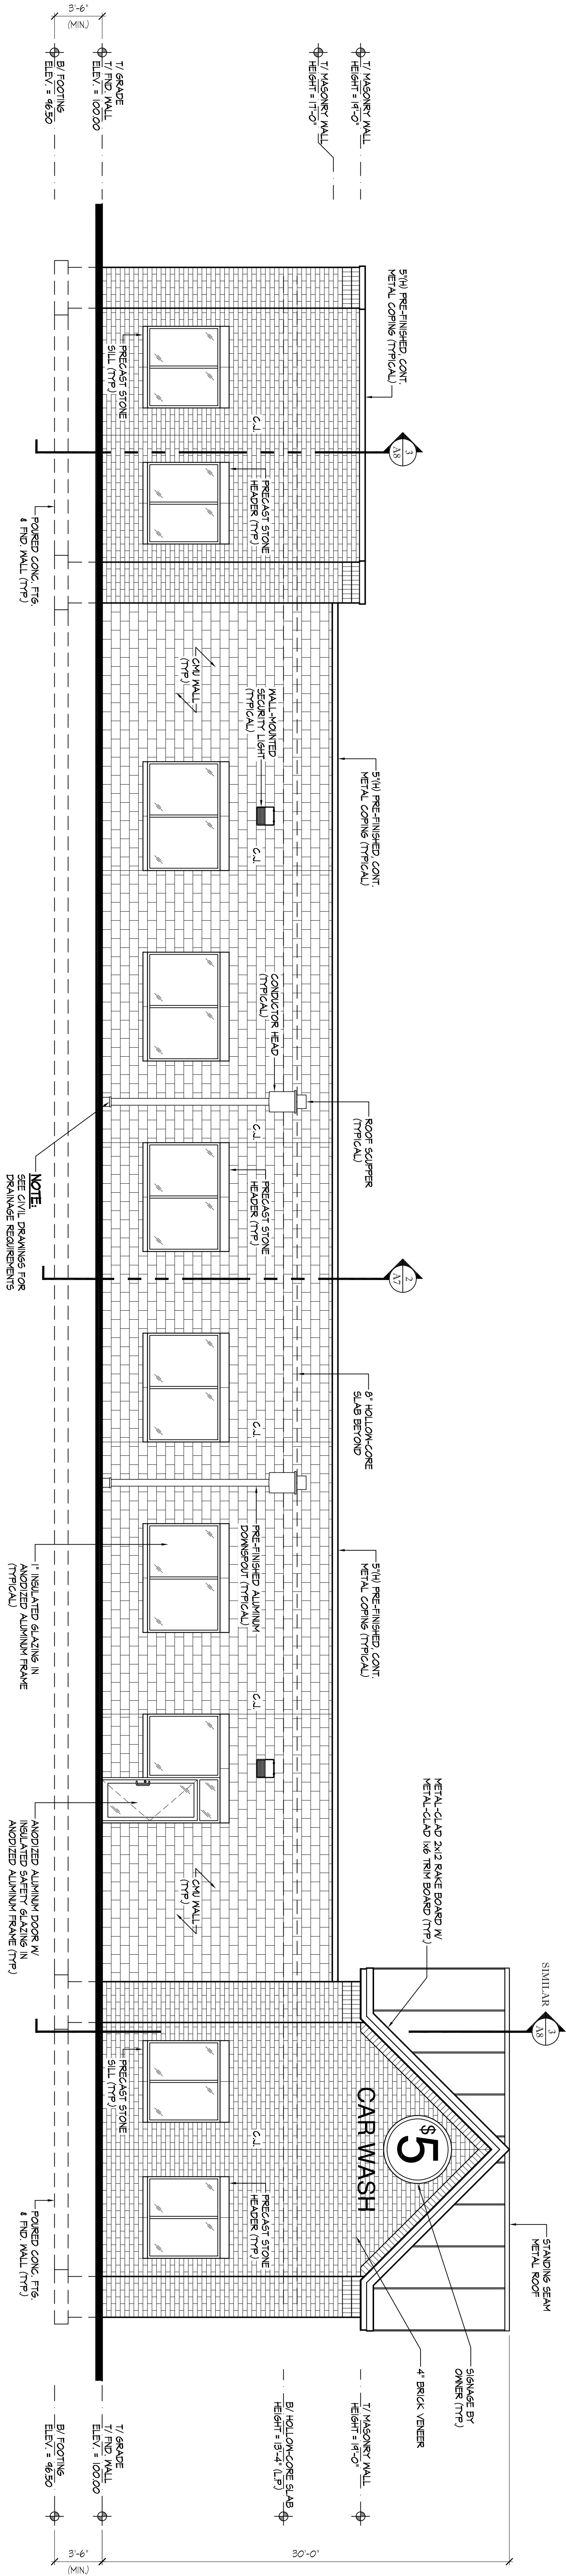 3'-6"
(MIN.)
T/ MASONRY WALL
HEIGHT = 19'-0"
T/ MASONRY WALL
HEIGHT = 17'-0"
T/ GRADE
T/ FND. WALL
ELEV. = 100.00
B/ FOOTING
ELEV. = 96.50
5"(H) PRE-FINISHED, CONT.
METAL COPING (TYPICAL)
PRECAST STONE
SILL (TYP.)
C.J.
3
A8
PRECAST STONE
HEADER (TYP.)
POURED CONC. FTG.
& FND. WALL (TYP.)
CMU WALL
(TYP.)
WALL-MOUNTED
SECURITY LIGHT
(TYPICAL)
5"(H) PRE-FINISHED, CONT.
METAL COPING (TYPICAL)
C.J.
CONDUCTOR HEAD
(TYPICAL)
ROOF SCUPPER
(TYPICAL)
C.J.
PRECAST STONE
HEADER (TYP.)
NOTE:
SEE CIVIL DRAWINGS FOR
DRAINAGE REQUIREMENTS
2
A7
8" HOLLOW-CORE
SLAB BEYOND
C.J.
PRE-FINISHED ALUMINUM
DOWNSPOUT (TYPICAL)
1" INSULATED GLAZING IN
ANODIZED ALUMINUM FRAME
(TYPICAL)
5"(H) PRE-FINISHED, CONT.
METAL COPING (TYPICAL)
C.J.
ANODIZED ALUMINUM DOOR W/
INSULATED SAFETY GLAZING IN
ANODIZED ALUMINUM FRAME (TYP.)
METAL-CLAD 2x12 RAKE BOARD W/
METAL-CLAD 1x6 TRIM BOARD (TYP.)
CMU WALL
(TYP.)
SIMILAR
3
A8
PRECAST STONE
SILL (TYP.)
$5
CAR WASH
C.J.
PRECAST STONE
HEADER (TYP.)
POURED CONC. FTG.
& FND. WALL (TYP.)
STANDING SEAM
METAL ROOF
SIGNAGE BY
OWNER (TYP.)
4" BRICK VENEER
T/ MASONRY WALL
HEIGHT = 19'-0"
B/ HOLLOW-CORE SLAB
HEIGHT = 13'-4" (L.P.)
T/ GRADE
T/ FND. WALL
ELEV. = 100.00
B/ FOOTING
ELEV. = 96.50
30'-0"
3'-6"
(MIN.)